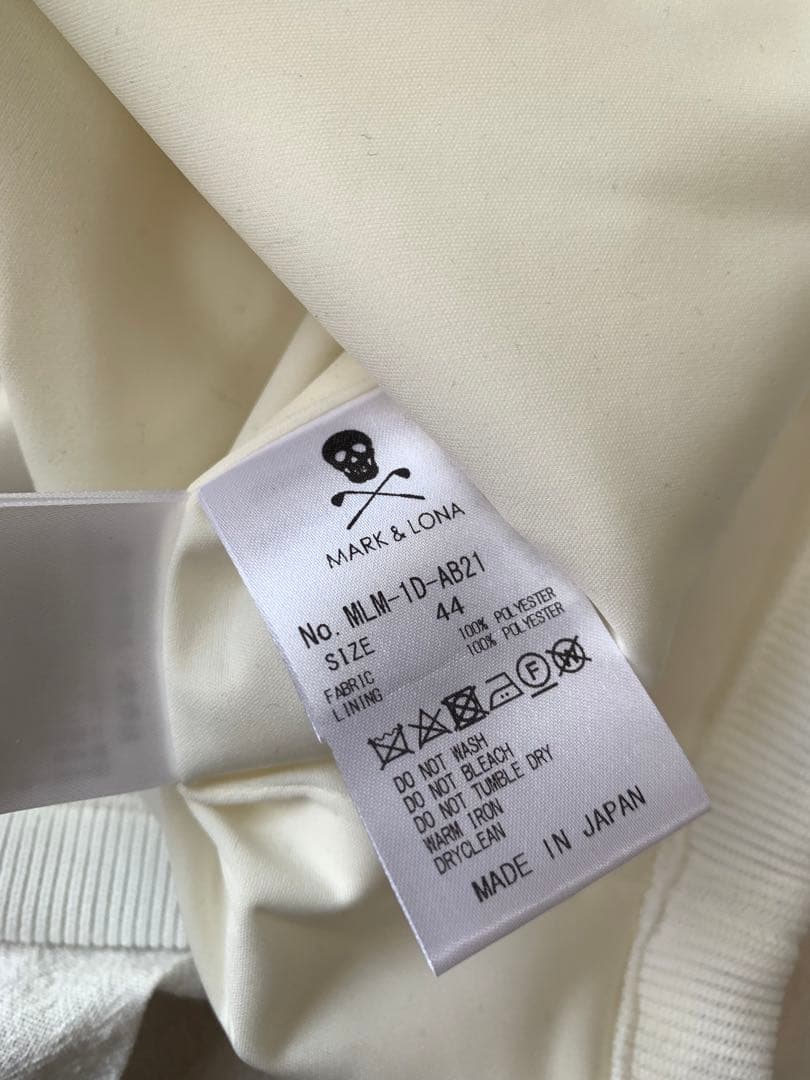 MARK & LONA
No. MLM-1D-AB21
SIZE 44
FABRIC 100% POLYESTER
LINING 100% POLYESTER
F W
DO NOT WASH
DO NOT BLEACH
DO NOT TUMBLE DRY
WARM IRON
DRYCLEAN
MADE IN JAPAN